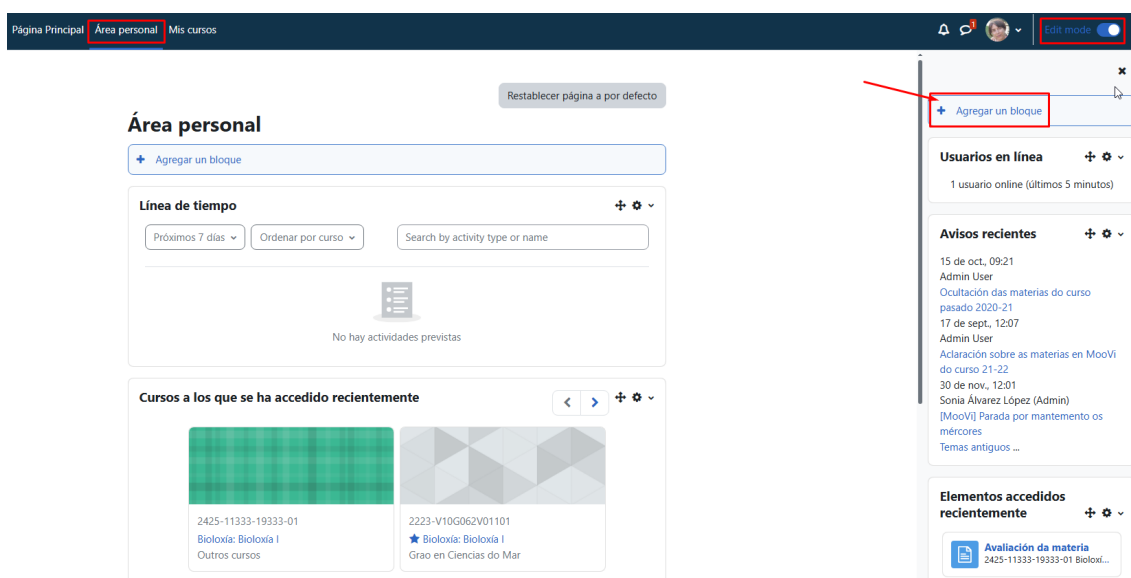 Página Principal Área personal Mis cursos
1
Edit mode
Restablecer página a por defecto
Área personal
Agregar un bloque
Línea de tiempo
Próximos 7 días Ordenar por curso Search by activity type or name
No hay actividades previstas
Cursos a los que se ha accedido recientemente
2425-11333-19333-01
Bioloxía: Bioloxía I
Outros cursos
2223-V10G062V01101
Bioloxía: Bioloxía I
Grao en Ciencias do Mar
Agregar un bloque
Usuarios en línea
1 usuario online (últimos 5 minutos)
Avisos recientes
15 de oct., 09:21
Admin User
Ocultación das materias do curso
pasado 2020-21
17 de sept., 12:07
Admin User
Aclaración sobre as materias en MooVi
do curso 21-22
30 de nov., 12:01
Sonia Álvarez López (Admin)
[MooVi] Parada por mantemento os
mércores
Temas antiguos ...
Elementos accedidos
recientemente
Avaliación da materia
2425-11333-19333-01 Bioloxí...